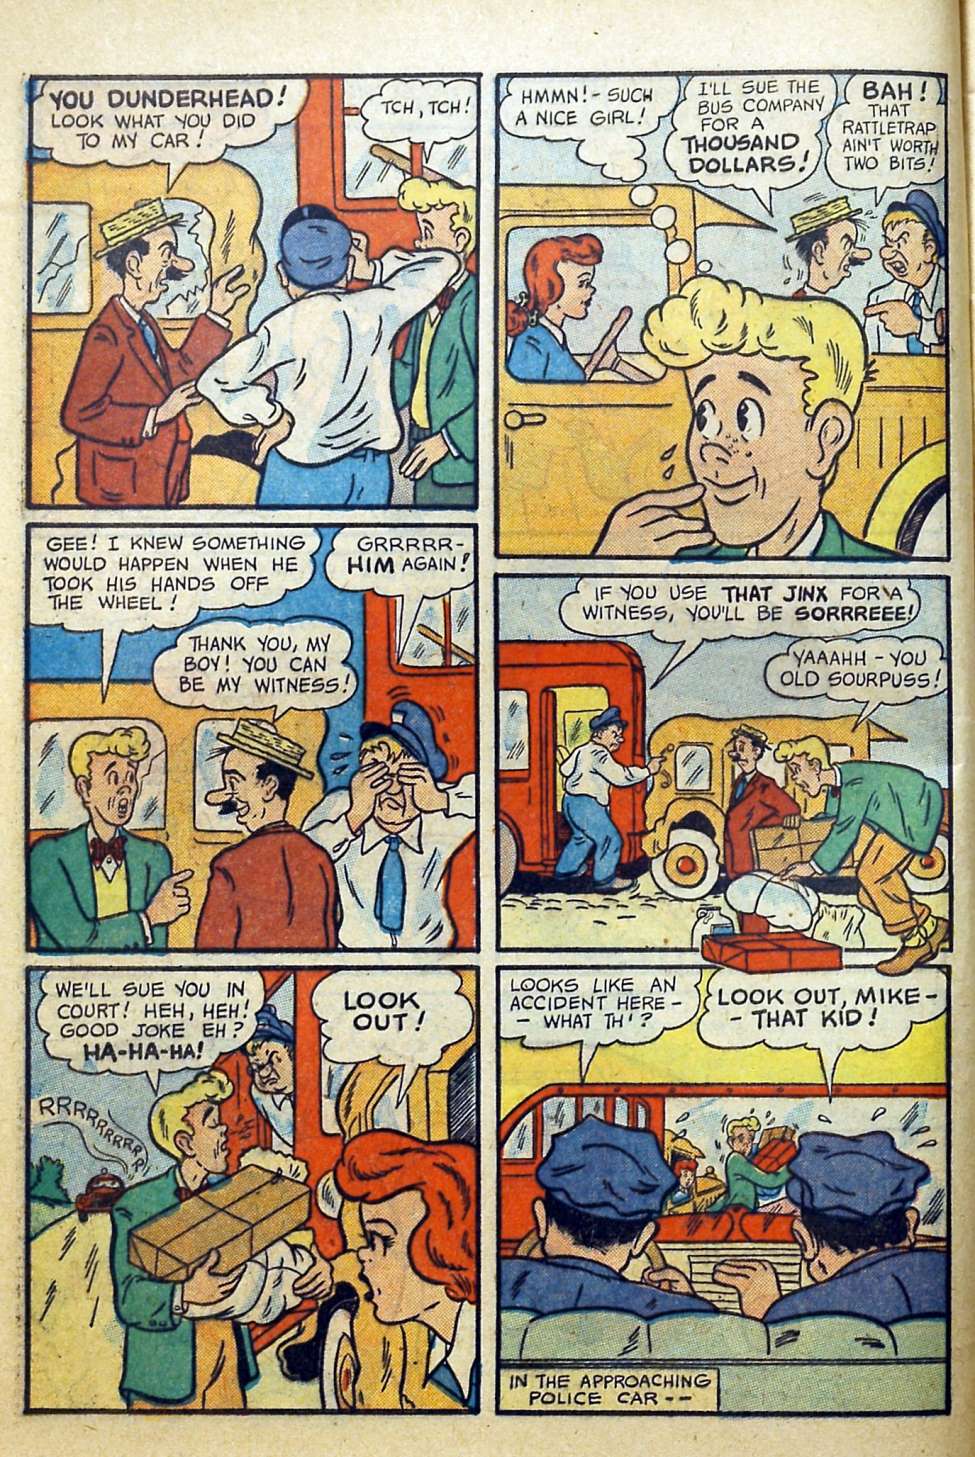 YOU DUNDERHEAD!
LOOK WHAT YOU DID
TO MY CAR!
TCH, TCH!
HMMN! - SUCH
A NICE GIRL!
I'LL SUE THE
BUS COMPANY
FOR A
THOUSAND
DOLLARS!
BAH!
THAT
RATTLETRAP
AIN'T WORTH
TWO BITS!
GEE! I KNEW SOMETHING
WOULD HAPPEN WHEN HE
TOOK HIS HANDS OFF
THE WHEEL!
GRRRRR-
HIM AGAIN!
THANK YOU, MY
BOY! YOU CAN
BE MY WITNESS!
IF YOU USE THAT JINX FOR A
WITNESS, YOU'LL BE SORRREEE!
YAAAHH - YOU
OLD SOURPUSS!
WE'LL SUE YOU IN
COURT! HEH, HEH!
GOOD JOKE EH?
HA-HA-HA!
LOOK
OUT!
RRRRRRRRRRR
LOOKS LIKE AN
ACCIDENT HERE -
- WHAT TH'?
LOOK OUT, MIKE -
- THAT KID!
IN THE APPROACHING
POLICE CAR --